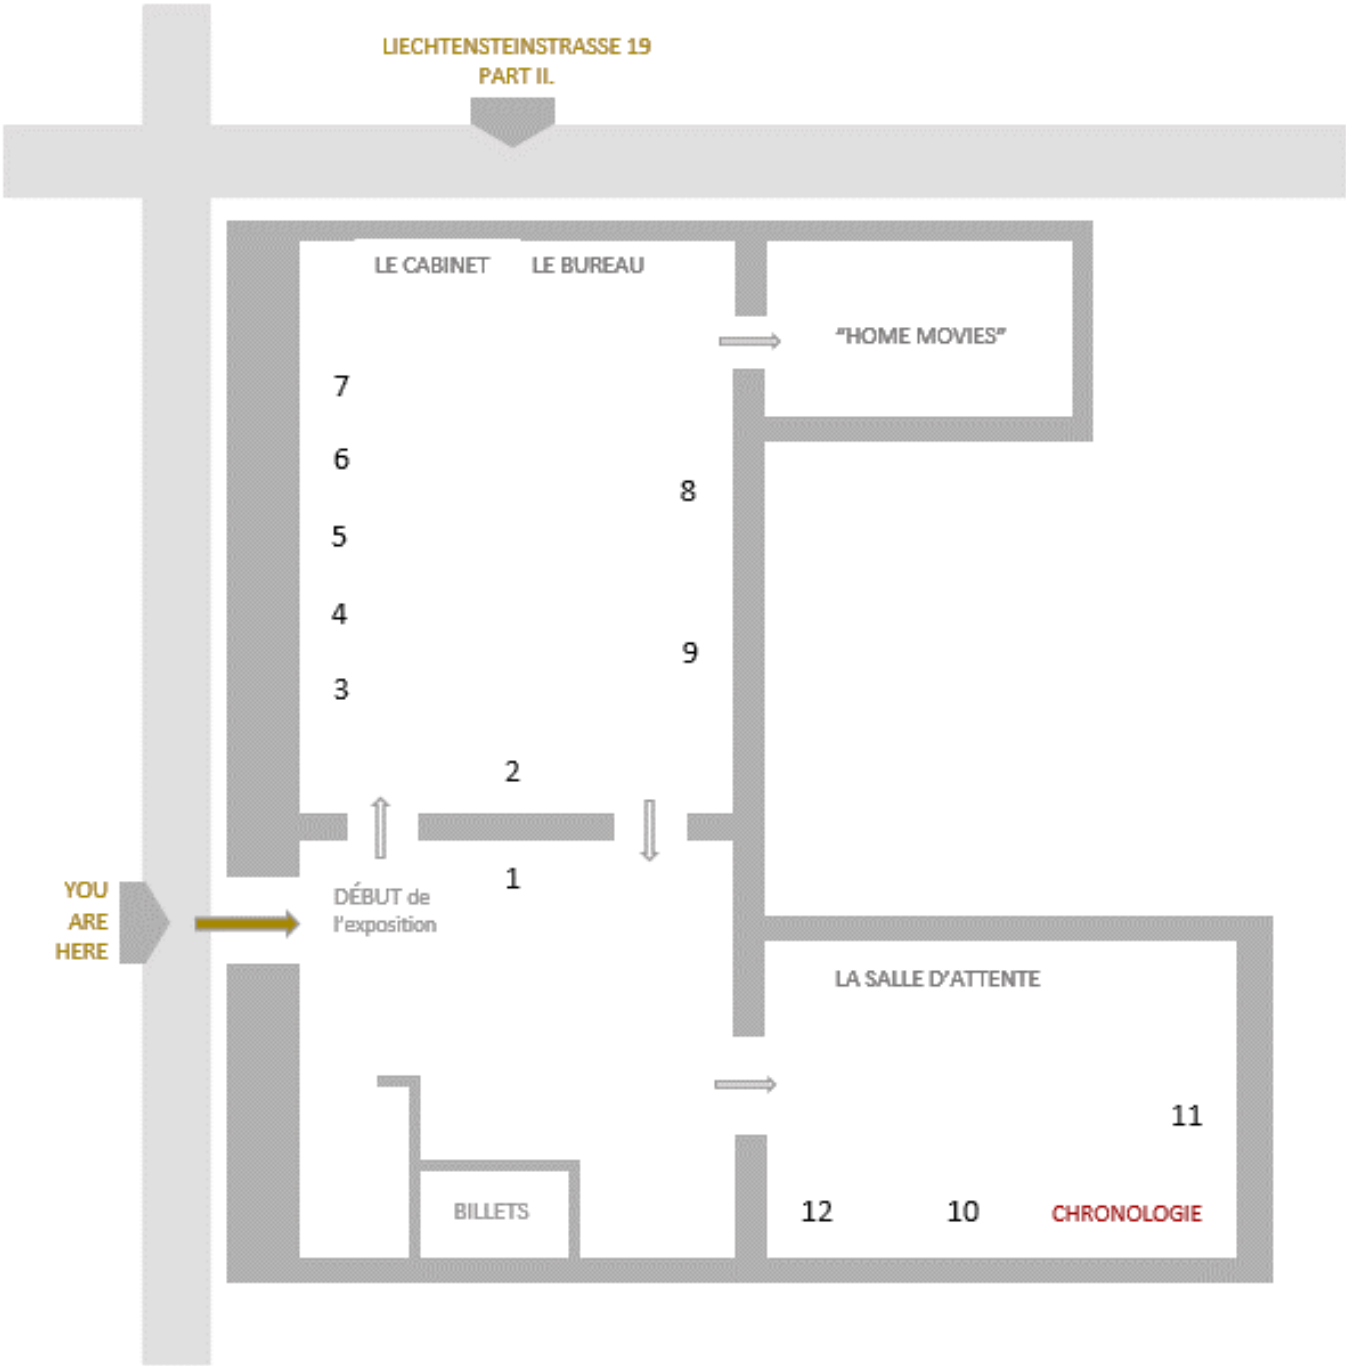 LIECHTENSTEINSTRASSE 19
PART II.
LE CABINET
LE BUREAU
"HOME MOVIES"
7
6
8
5
4
9
3
2
1
YOU
ARE
HERE
DÉBUT de
l'exposition
LA SALLE D'ATTENTE
11
BILLETS
12
10
CHRONOLOGIE